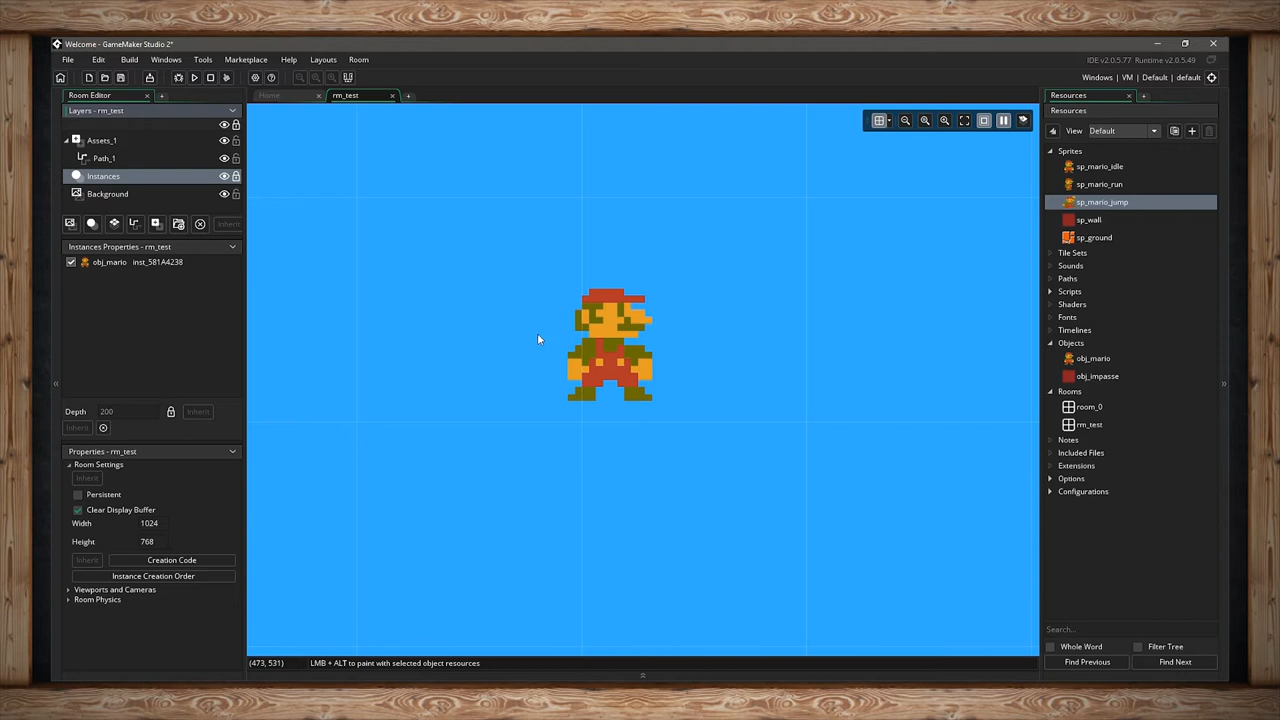 Welcome - GameMaker Studio 2*
File Edit Build Windows Tools Marketplace Help Layouts Room
IDE v2.0.5.77 Runtime v2.0.5.49
Windows | VM | Default | default
Room Editor
Layers - rm_test
Assets_1
Path_1
Instances
Background
Inherit
Instances Properties - rm_test
obj_mario inst_581A4238
Depth 200 Inherit
Inherit
Properties - rm_test
Room Settings
Inherit
Persistent
Clear Display Buffer
Width 1024
Height 768
Inherit Creation Code
Instance Creation Order
Viewports and Cameras
Room Physics
Home rm_test
(473, 531) LMB + ALT to paint with selected object resources
Resources
Resources
View Default
Sprites
sp_mario_idle
sp_mario_run
sp_mario_jump
sp_wall
sp_ground
Tile Sets
Sounds
Paths
Scripts
Shaders
Fonts
Timelines
Objects
obj_mario
obj_impasse
Rooms
room_0
rm_test
Notes
Included Files
Extensions
Options
Configurations
Search...
Whole Word Filter Tree
Find Previous Find Next